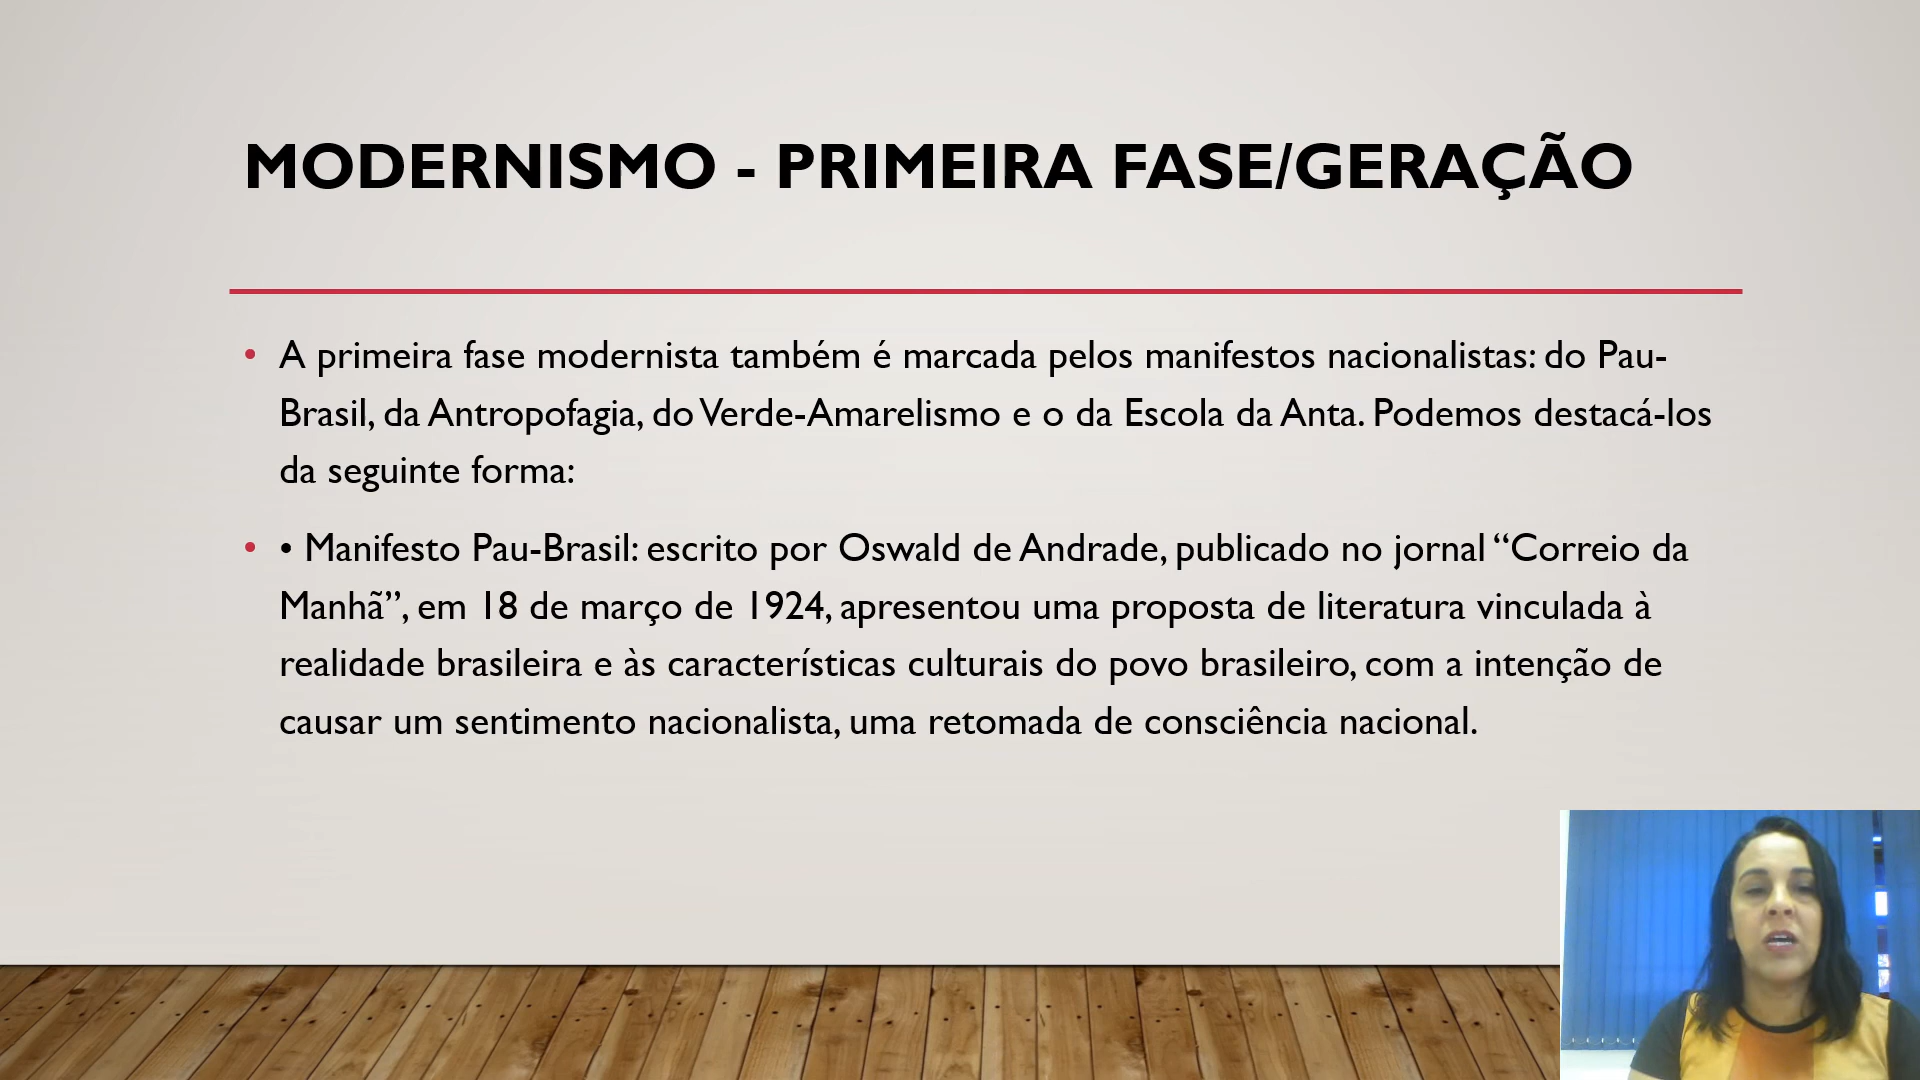 MODERNISMO - PRIMEIRA FASE/GERAÇÃO
• A primeira fase modernista também é marcada pelos manifestos nacionalistas: do Pau-
Brasil, da Antropofagia, do Verde-Amarelismo e o da Escola da Anta. Podemos destacá-los
da seguinte forma:
• • Manifesto Pau-Brasil: escrito por Oswald de Andrade, publicado no jornal “Correio da
Manhã”, em 18 de março de 1924, apresentou uma proposta de literatura vinculada à
realidade brasileira e às características culturais do povo brasileiro, com a intenção de
causar um sentimento nacionalista, uma retomada de consciência nacional.